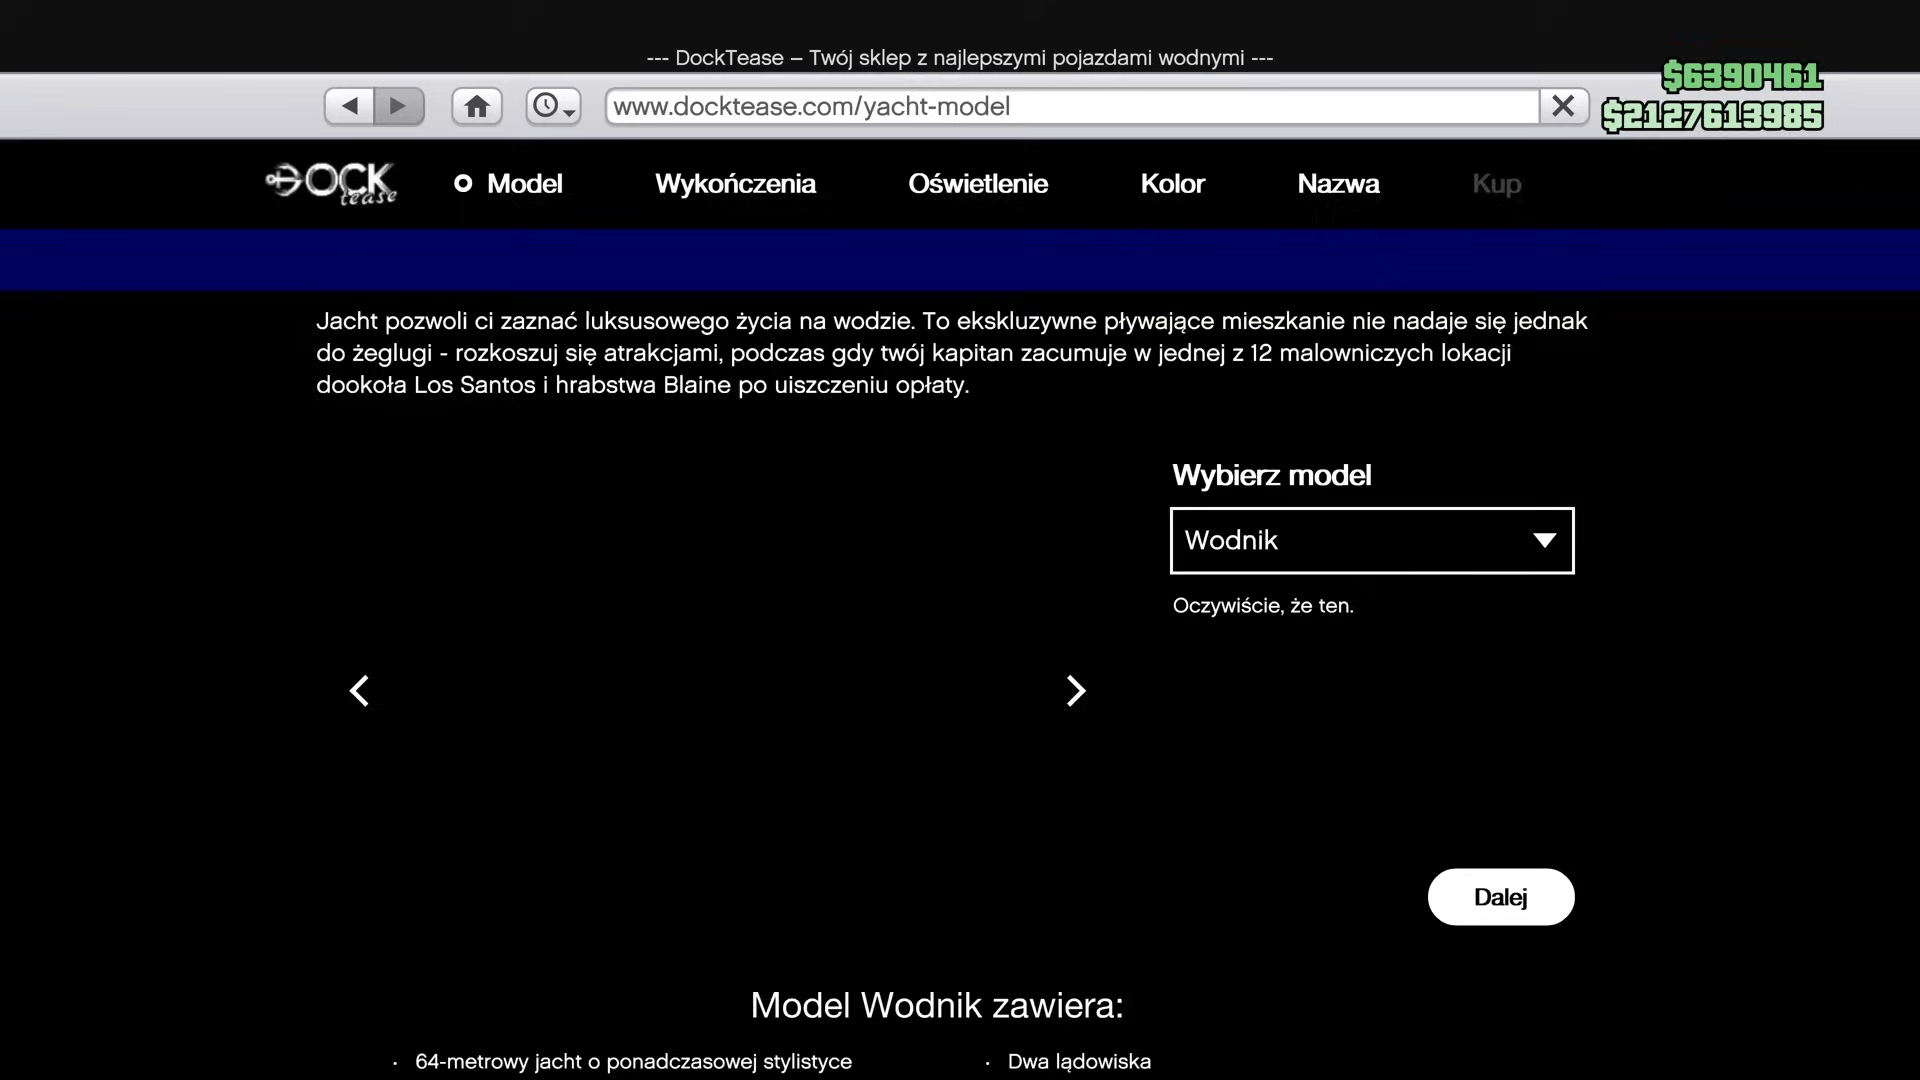 --- DockTease – Twój sklep z najlepszymi pojazdami wodnymi ---
$6390461
www.docktease.com/yacht-model
$2127613985
DOCK tease
Model Wykończenia Oświetlenie Kolor Nazwa Kup
Jacht pozwoli ci zaznać luksusowego życia na wodzie. To ekskluzywne pływające mieszkanie nie nadaje się jednak
do żeglugi - rozkoszuj się atrakcjami, podczas gdy twój kapitan zacumuje w jednej z 12 malowniczych lokacji
dookoła Los Santos i hrabstwa Blaine po uiszczeniu opłaty.
Wybierz model
Wodnik
Oczywiście, że ten.
Dalej
Model Wodnik zawiera:
· 64-metrowy jacht o ponadczasowej stylistyce
· Dwa lądowiska